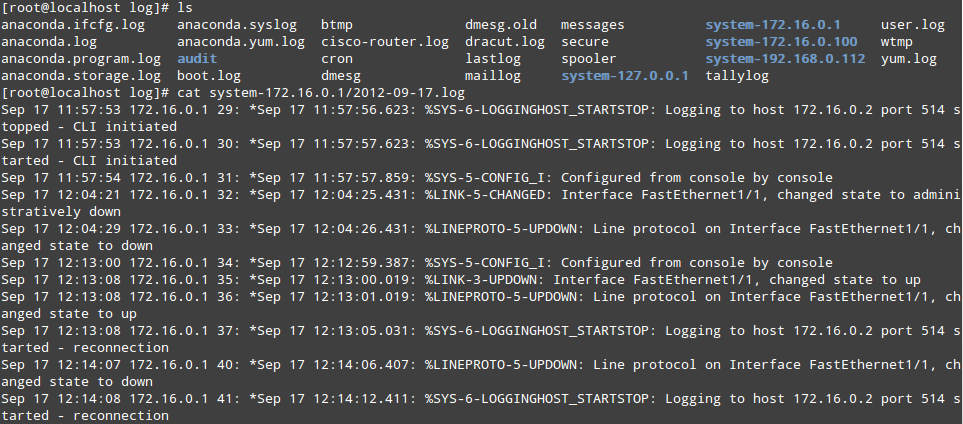 [root@localhost log]# ls
anaconda.ifcfg.log anaconda.syslog btmp dmesg.old messages system-172.16.0.1 user.log
anaconda.log anaconda.yum.log cisco-router.log dracut.log secure system-172.16.0.100 wtmp
anaconda.program.log audit cron lastlog spooler system-192.168.0.112 yum.log
anaconda.storage.log boot.log dmesg maillog system-127.0.0.1 tallylog
[root@localhost log]# cat system-172.16.0.1/2012-09-17.log
Sep 17 11:57:53 172.16.0.1 29: *Sep 17 11:57:56.623: %SYS-6-LOGGINGHOST_STARTSTOP: Logging to host 172.16.0.2 port 514 s
topped - CLI initiated
Sep 17 11:57:53 172.16.0.1 30: *Sep 17 11:57:57.623: %SYS-6-LOGGINGHOST_STARTSTOP: Logging to host 172.16.0.2 port 514 s
tarted - CLI initiated
Sep 17 11:57:54 172.16.0.1 31: *Sep 17 11:57:57.859: %SYS-5-CONFIG_I: Configured from console by console
Sep 17 12:04:21 172.16.0.1 32: *Sep 17 12:04:25.431: %LINK-5-CHANGED: Interface FastEthernet1/1, changed state to admini
stratively down
Sep 17 12:04:29 172.16.0.1 33: *Sep 17 12:04:26.431: %LINEPROTO-5-UPDOWN: Line protocol on Interface FastEthernet1/1, ch
anged state to down
Sep 17 12:13:00 172.16.0.1 34: *Sep 17 12:12:59.387: %SYS-5-CONFIG_I: Configured from console by console
Sep 17 12:13:08 172.16.0.1 35: *Sep 17 12:13:00.019: %LINK-3-UPDOWN: Interface FastEthernet1/1, changed state to up
Sep 17 12:13:08 172.16.0.1 36: *Sep 17 12:13:01.019: %LINEPROTO-5-UPDOWN: Line protocol on Interface FastEthernet1/1, ch
anged state to up
Sep 17 12:13:08 172.16.0.1 37: *Sep 17 12:13:05.031: %SYS-6-LOGGINGHOST_STARTSTOP: Logging to host 172.16.0.2 port 514 s
tarted - reconnection
Sep 17 12:14:07 172.16.0.1 40: *Sep 17 12:14:06.407: %LINEPROTO-5-UPDOWN: Line protocol on Interface FastEthernet1/1, ch
anged state to down
Sep 17 12:14:08 172.16.0.1 41: *Sep 17 12:14:12.411: %SYS-6-LOGGINGHOST_STARTSTOP: Logging to host 172.16.0.2 port 514 s
tarted - reconnection